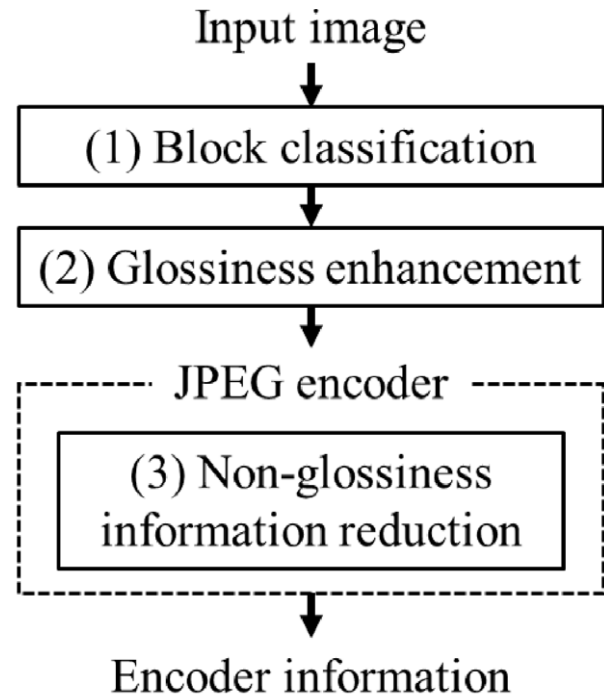 Input image
(1) Block classification
(2) Glossiness enhancement
JPEG encoder
(3) Non-glossiness
information reduction
Encoder information